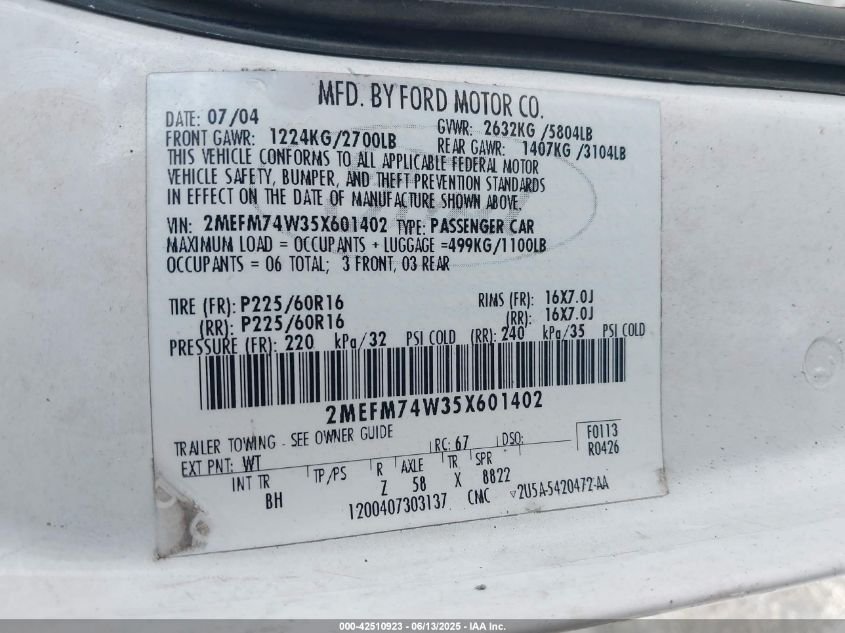 MFD. BY FORD MOTOR CO.
DATE: 07/04 GVWR: 2632KG /5804LB
FRONT GAWR: 1224KG/2700LB REAR GAWR: 1407KG /3104LB
THIS VEHICLE CONFORMS TO ALL APPLICABLE FEDERAL MOTOR
VEHICLE SAFETY, BUMPER, AND THEFT PREVENTION STANDARDS
IN EFFECT ON THE DATE OF MANUFACTURE SHOWN ABOVE.
VIN: 2MEFM74W35X601402 TYPE: PASSENGER CAR
MAXIMUM LOAD = OCCUPANTS + LUGGAGE =499KG/1100LB
OCCUPANTS = 06 TOTAL; 3 FRONT, 03 REAR
TIRE (FR): P225/60R16 RIMS (FR): 16X7.0J
(RR): P225/60R16 (RR): 16X7.0J
PRESSURE (FR): 220 kPa/32 PSI COLD (RR): 240 kPa/35 PSI COLD
2MEFM74W35X601402
TRAILER TOWING - SEE OWNER GUIDE RC: 67 DSO: F0113
EXT PNT: WT R0426
INT TR TP/PS R AXLE TR SPR
BH Z 58 X 8822
1200407303137 CMC ▽2U5A-5420472-AA
000-42510923 - 06/13/2025 - IAA Inc.